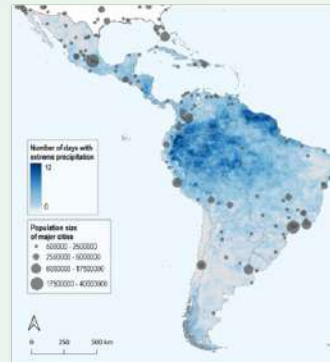 Number of days with
extreme precipitation
12
0
Population size
of major cities
600000 - 2500000
2500000 - 5000000
6000000 - 17500000
17500000 - 40000000
0
250
500 km